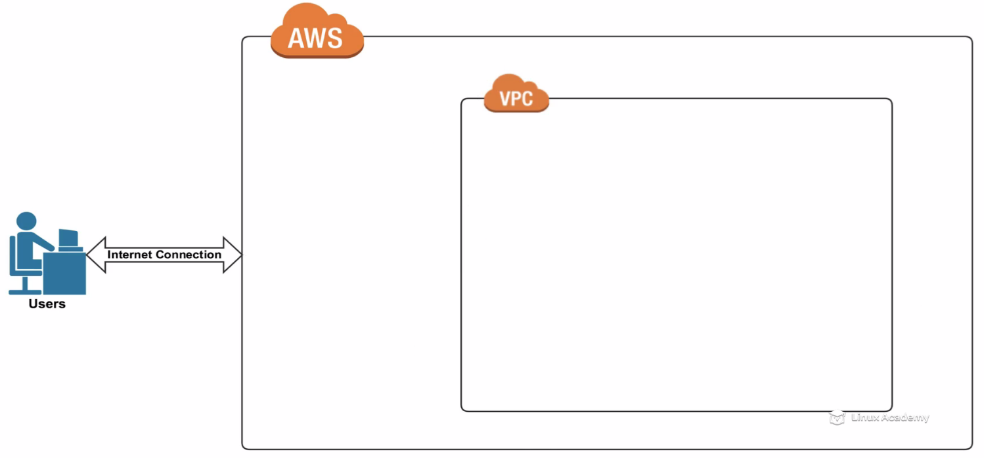 AWS
VPC
Internet Connection
Users
Linux Academy